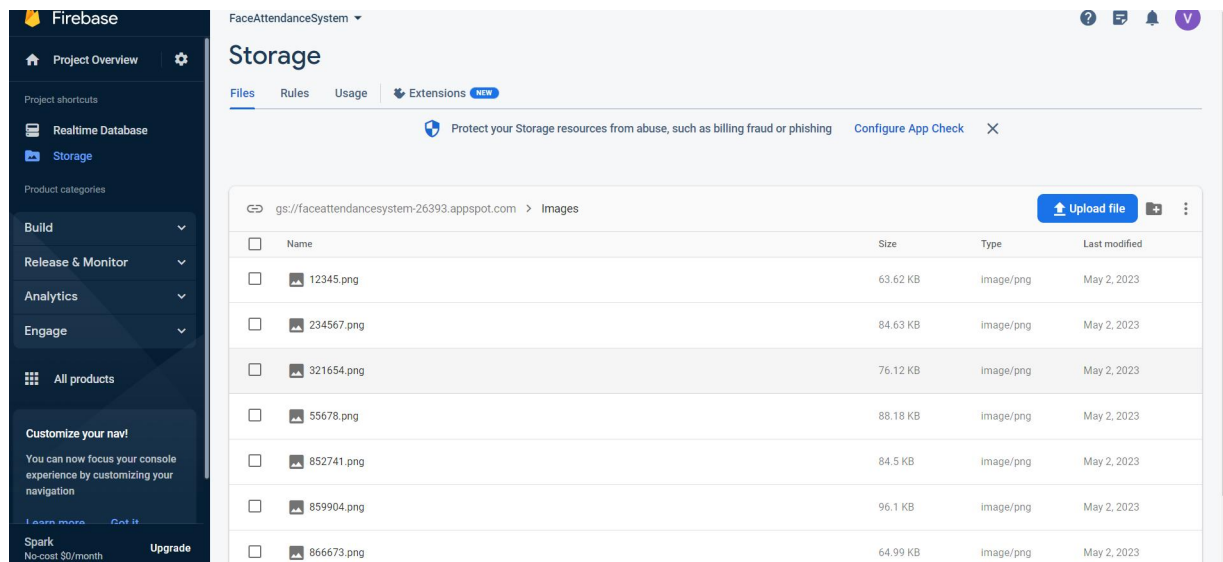 Firebase
FaceAttendanceSystem
V
Project Overview
Storage
Project shortcuts
Files Rules Usage Extensions NEW
Realtime Database
Protect your Storage resources from abuse, such as billing fraud or phishing Configure App Check
Storage
Product categories
gs://faceattendancesystem-26393.appspot.com > Images
Upload file
Build
Name Size Type Last modified
Release & Monitor
12345.png 63.62 KB image/png May 2, 2023
Analytics
234567.png 84.63 KB image/png May 2, 2023
Engage
321654.png 76.12 KB image/png May 2, 2023
All products
55678.png 88.18 KB image/png May 2, 2023
Customize your nav!
You can now focus your console
experience by customizing your
navigation
852741.png 84.5 KB image/png May 2, 2023
859904.png 96.1 KB image/png May 2, 2023
Learn more Got it
Spark
No-cost $0/month
Upgrade
866673.png 64.99 KB image/png May 2, 2023